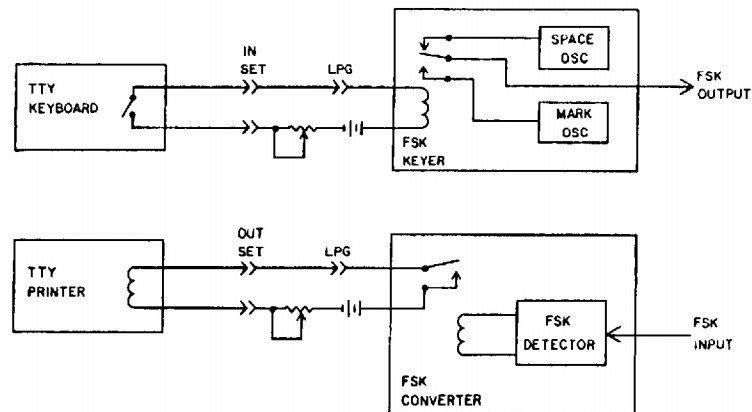 SPACE
OSC
IN
SET
LPG
TTY
KEYBOARD
FSK
OUTPUT
MARK
OSC
FSK
KEYER
OUT
SET
LPG
TTY
PRINTER
FSK
DETECTOR
FSK
INPUT
FSK
CONVERTER